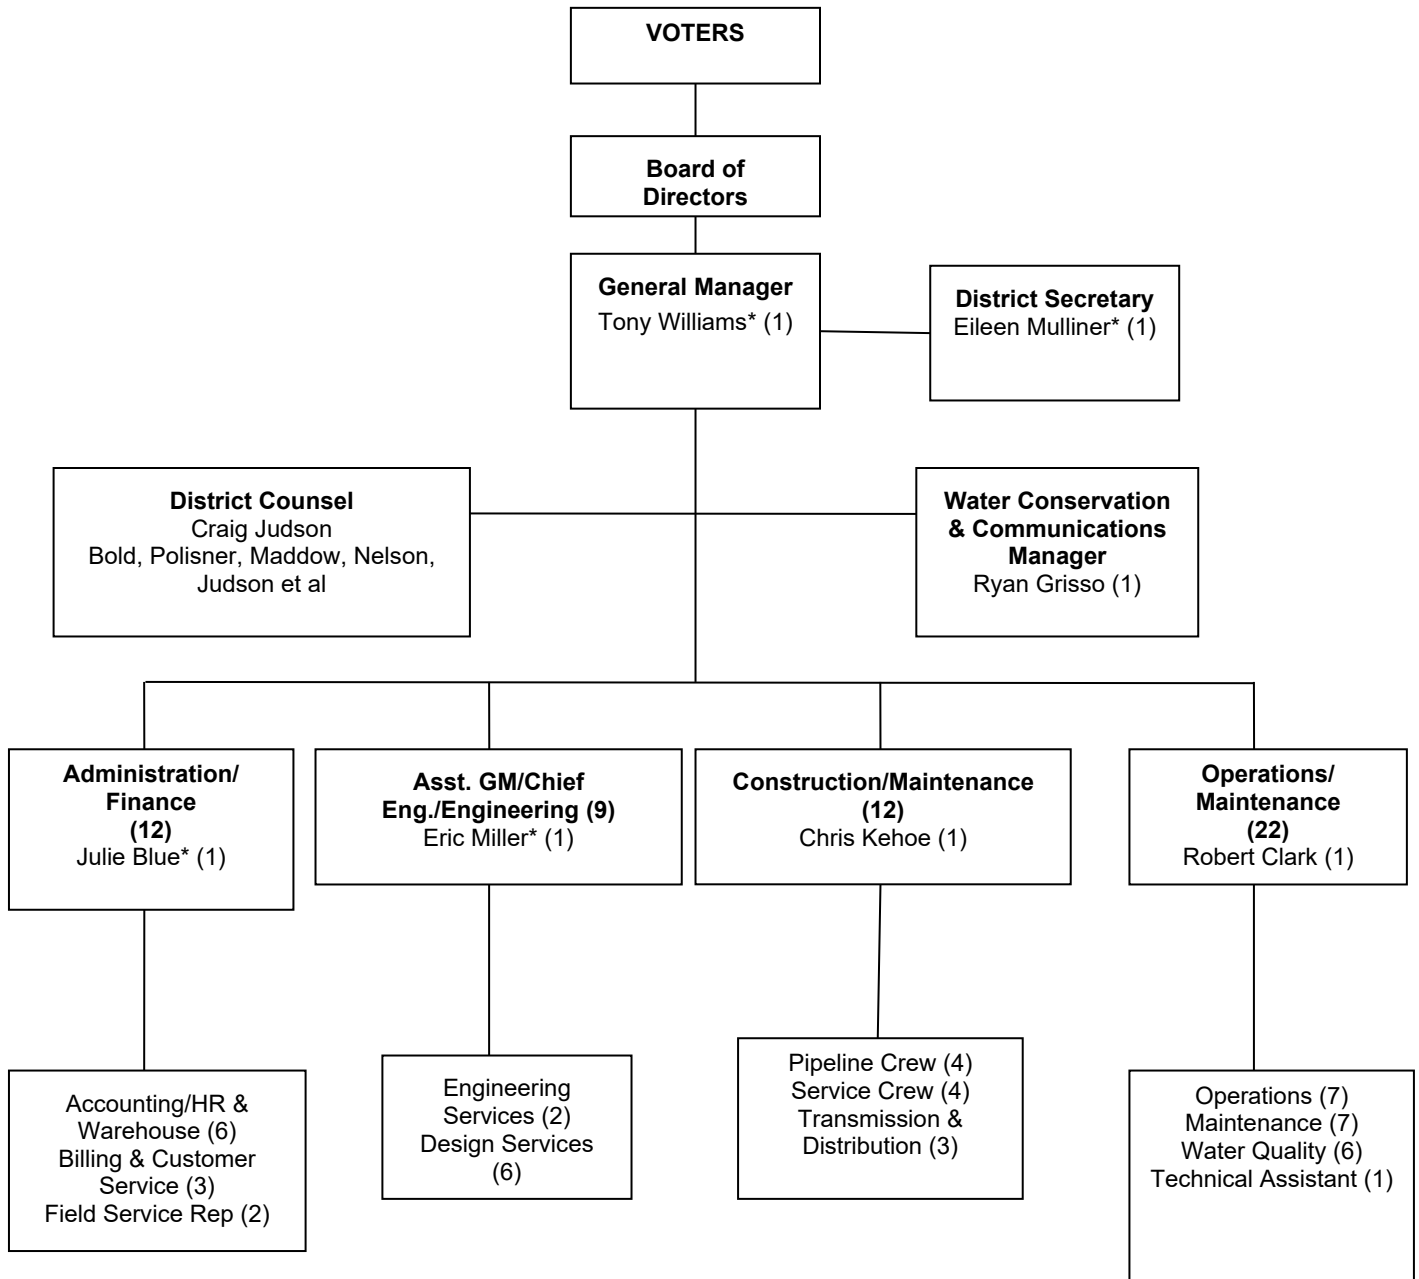 VOTERS
Board of
Directors
General Manager
Tony Williams* (1)
District Secretary
Eileen Mulliner* (1)
District Counsel
Craig Judson
Bold, Polisner, Maddow, Nelson,
Judson et al
Water Conservation
& Communications
Manager
Ryan Grisso (1)
Administration/
Finance
(12)
Julie Blue* (1)
Asst. GM/Chief
Eng./Engineering (9)
Eric Miller* (1)
Construction/Maintenance
(12)
Chris Kehoe (1)
Operations/
Maintenance
(22)
Robert Clark (1)
Accounting/HR &
Warehouse (6)
Billing & Customer
Service (3)
Field Service Rep (2)
Engineering
Services (2)
Design Services
(6)
Pipeline Crew (4)
Service Crew (4)
Transmission &
Distribution (3)
Operations (7)
Maintenance (7)
Water Quality (6)
Technical Assistant (1)